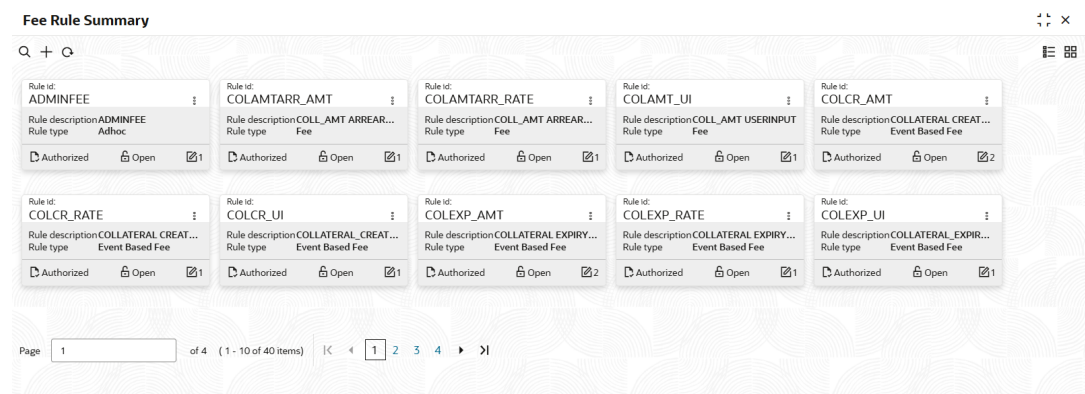 Fee Rule Summary
Rule id: Rule id: Rule id: Rule id: Rule id:
ADMINFEE COLAMTARR_AMT COLAMTARR_RATE COLAMT_UI COLCR_AMT
Rule description ADMINFEE Rule description COLL_AMT ARREAR... Rule description COLL_AMT ARREAR... Rule description COLL_AMT USERINPUT Rule description COLLATERAL CREAT...
Rule type Adhoc Rule type Fee Rule type Fee Rule type Fee Rule type Event Based Fee
Authorized Open 1 Authorized Open 1 Authorized Open 1 Authorized Open 1 Authorized Open 2
Rule id: Rule id: Rule id: Rule id: Rule id:
COLCR_RATE COLCR_UI COLEXP_AMT COLEXP_RATE COLEXP_UI
Rule description COLLATERAL CREAT... Rule description COLLATERAL_CREAT... Rule description COLLATERAL EXPIRY... Rule description COLLATERAL EXPIRY... Rule description COLLATERAL_EXPIR...
Rule type Event Based Fee Rule type Event Based Fee Rule type Event Based Fee Rule type Event Based Fee Rule type Event Based Fee
Authorized Open 1 Authorized Open 1 Authorized Open 2 Authorized Open 1 Authorized Open 1
Page 1 of 4 ( 1 - 10 of 40 items) 1 2 3 4